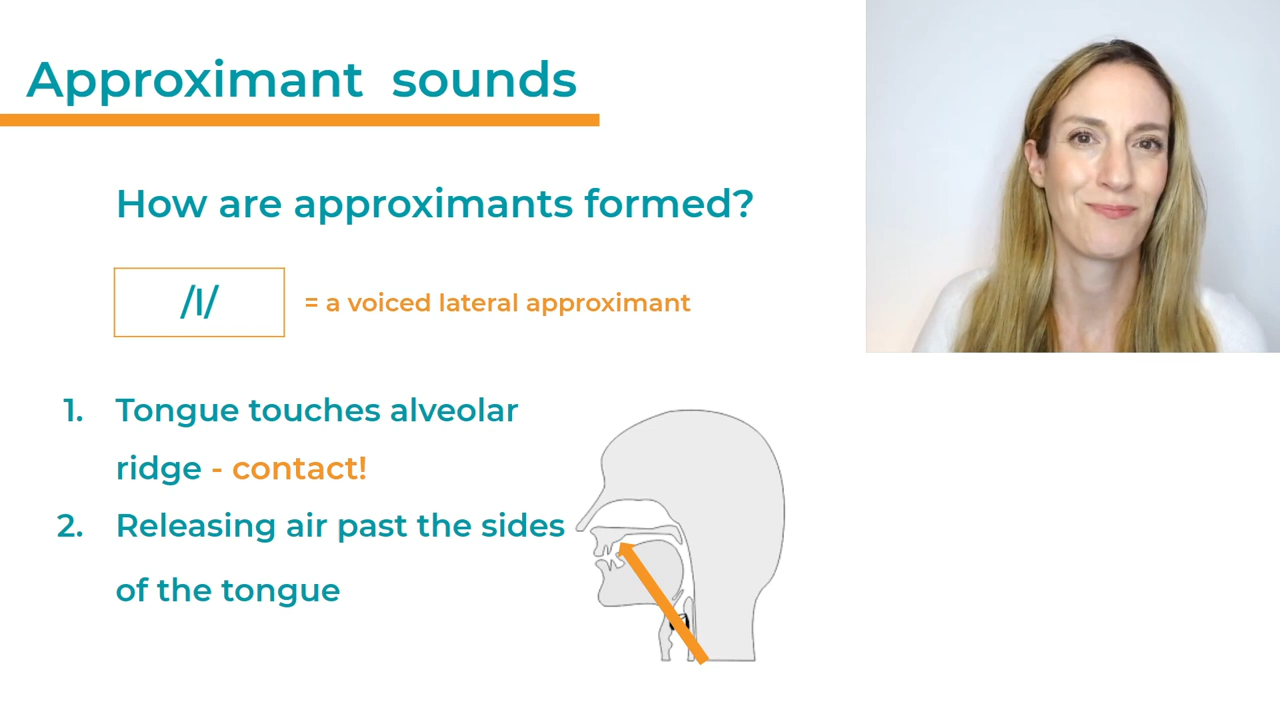 Approximant sounds
How are approximants formed?
/l/
= a voiced lateral approximant
1. Tongue touches alveolar
ridge - contact!
2. Releasing air past the sides
of the tongue